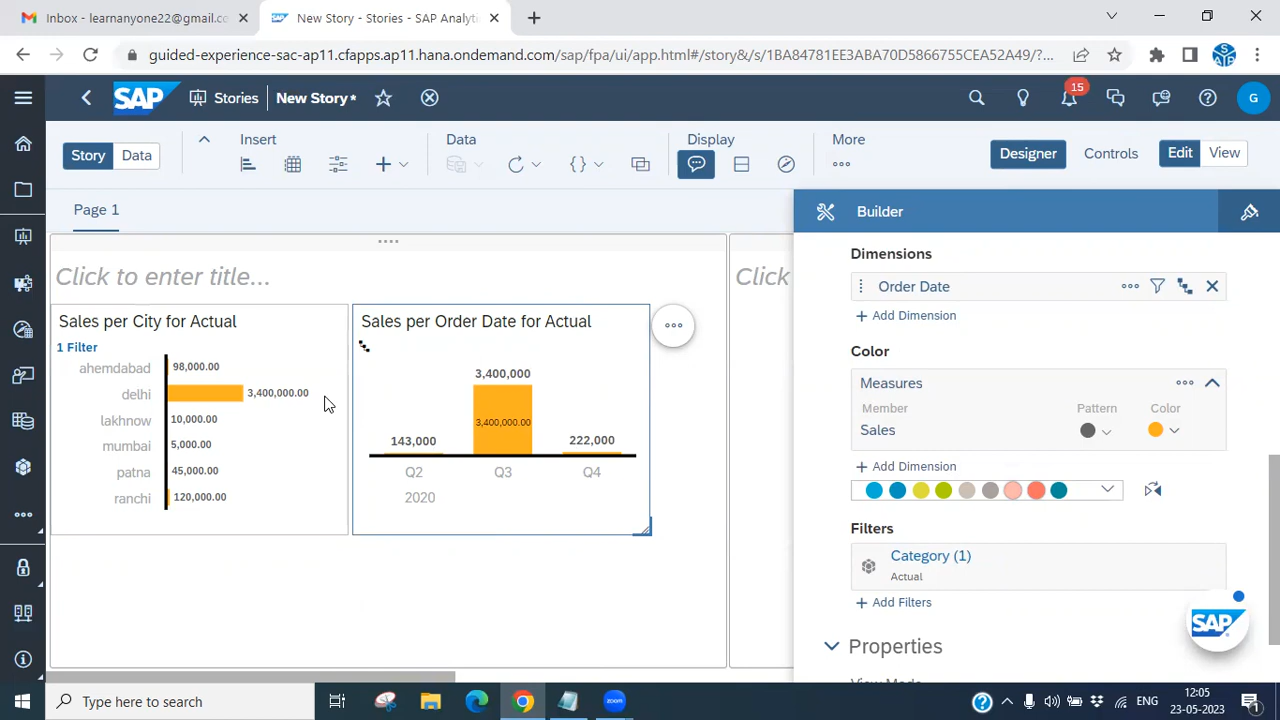 Inbox - learnanyone22@gmail.co
New Story - Stories - SAP Analyti
guided-experience-sac-ap11.cfapps.ap11.hana.ondemand.com/sap/fpa/ui/app.html#/story&/s/1BA84781EE3ABA70D5866755CEA52A49/?...
SAP Stories New Story* 15 G
Story Data
Insert
Data
Display
More
Designer Controls Edit View
Page 1
Builder
Click to enter title...
Click
Sales per City for Actual
1 Filter
ahemdabad 98,000.00
delhi 3,400,000.00
lakhnow 10,000.00
mumbai 5,000.00
patna 45,000.00
ranchi 120,000.00
Sales per Order Date for Actual
3,400,000
3,400,000.00
143,000 222,000
Q2 Q3 Q4
2020
Dimensions
Order Date
+ Add Dimension
Color
Measures
Member Pattern Color
Sales
+ Add Dimension
Filters
Category (1)
Actual
+ Add Filters
Properties
View Mode
SAP
Type here to search
zoom
ENG
12:05
23-05-2023
1